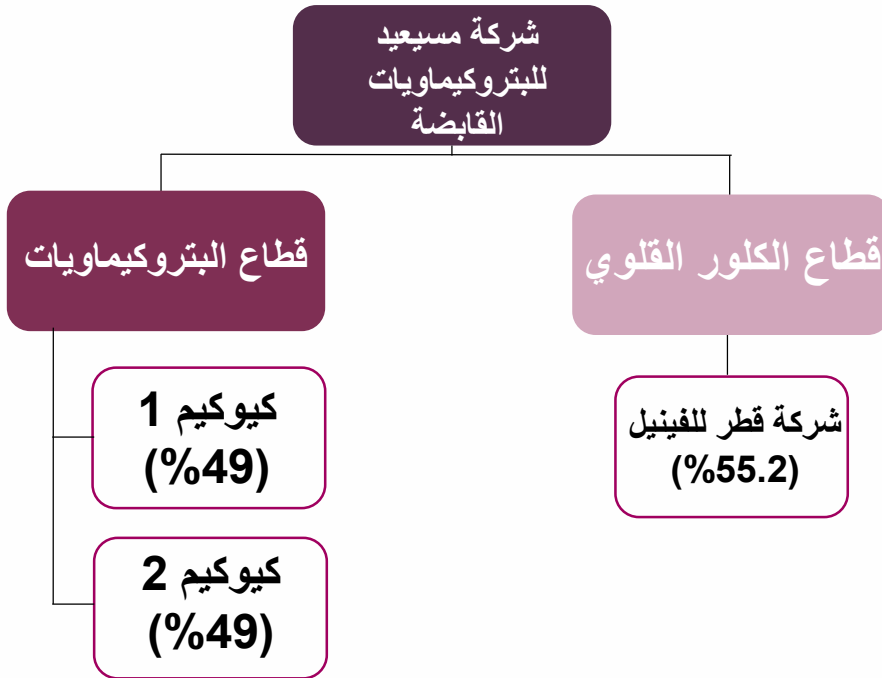 شركة مسيعيد
للبتروكيماويات
القابضة
قطاع الكلور القلوي
قطاع البتروكيماويات
شركة قطر للفينيل
(%55.2)
كيوكيم 1
(%49)
كيوكيم 2
(%49)